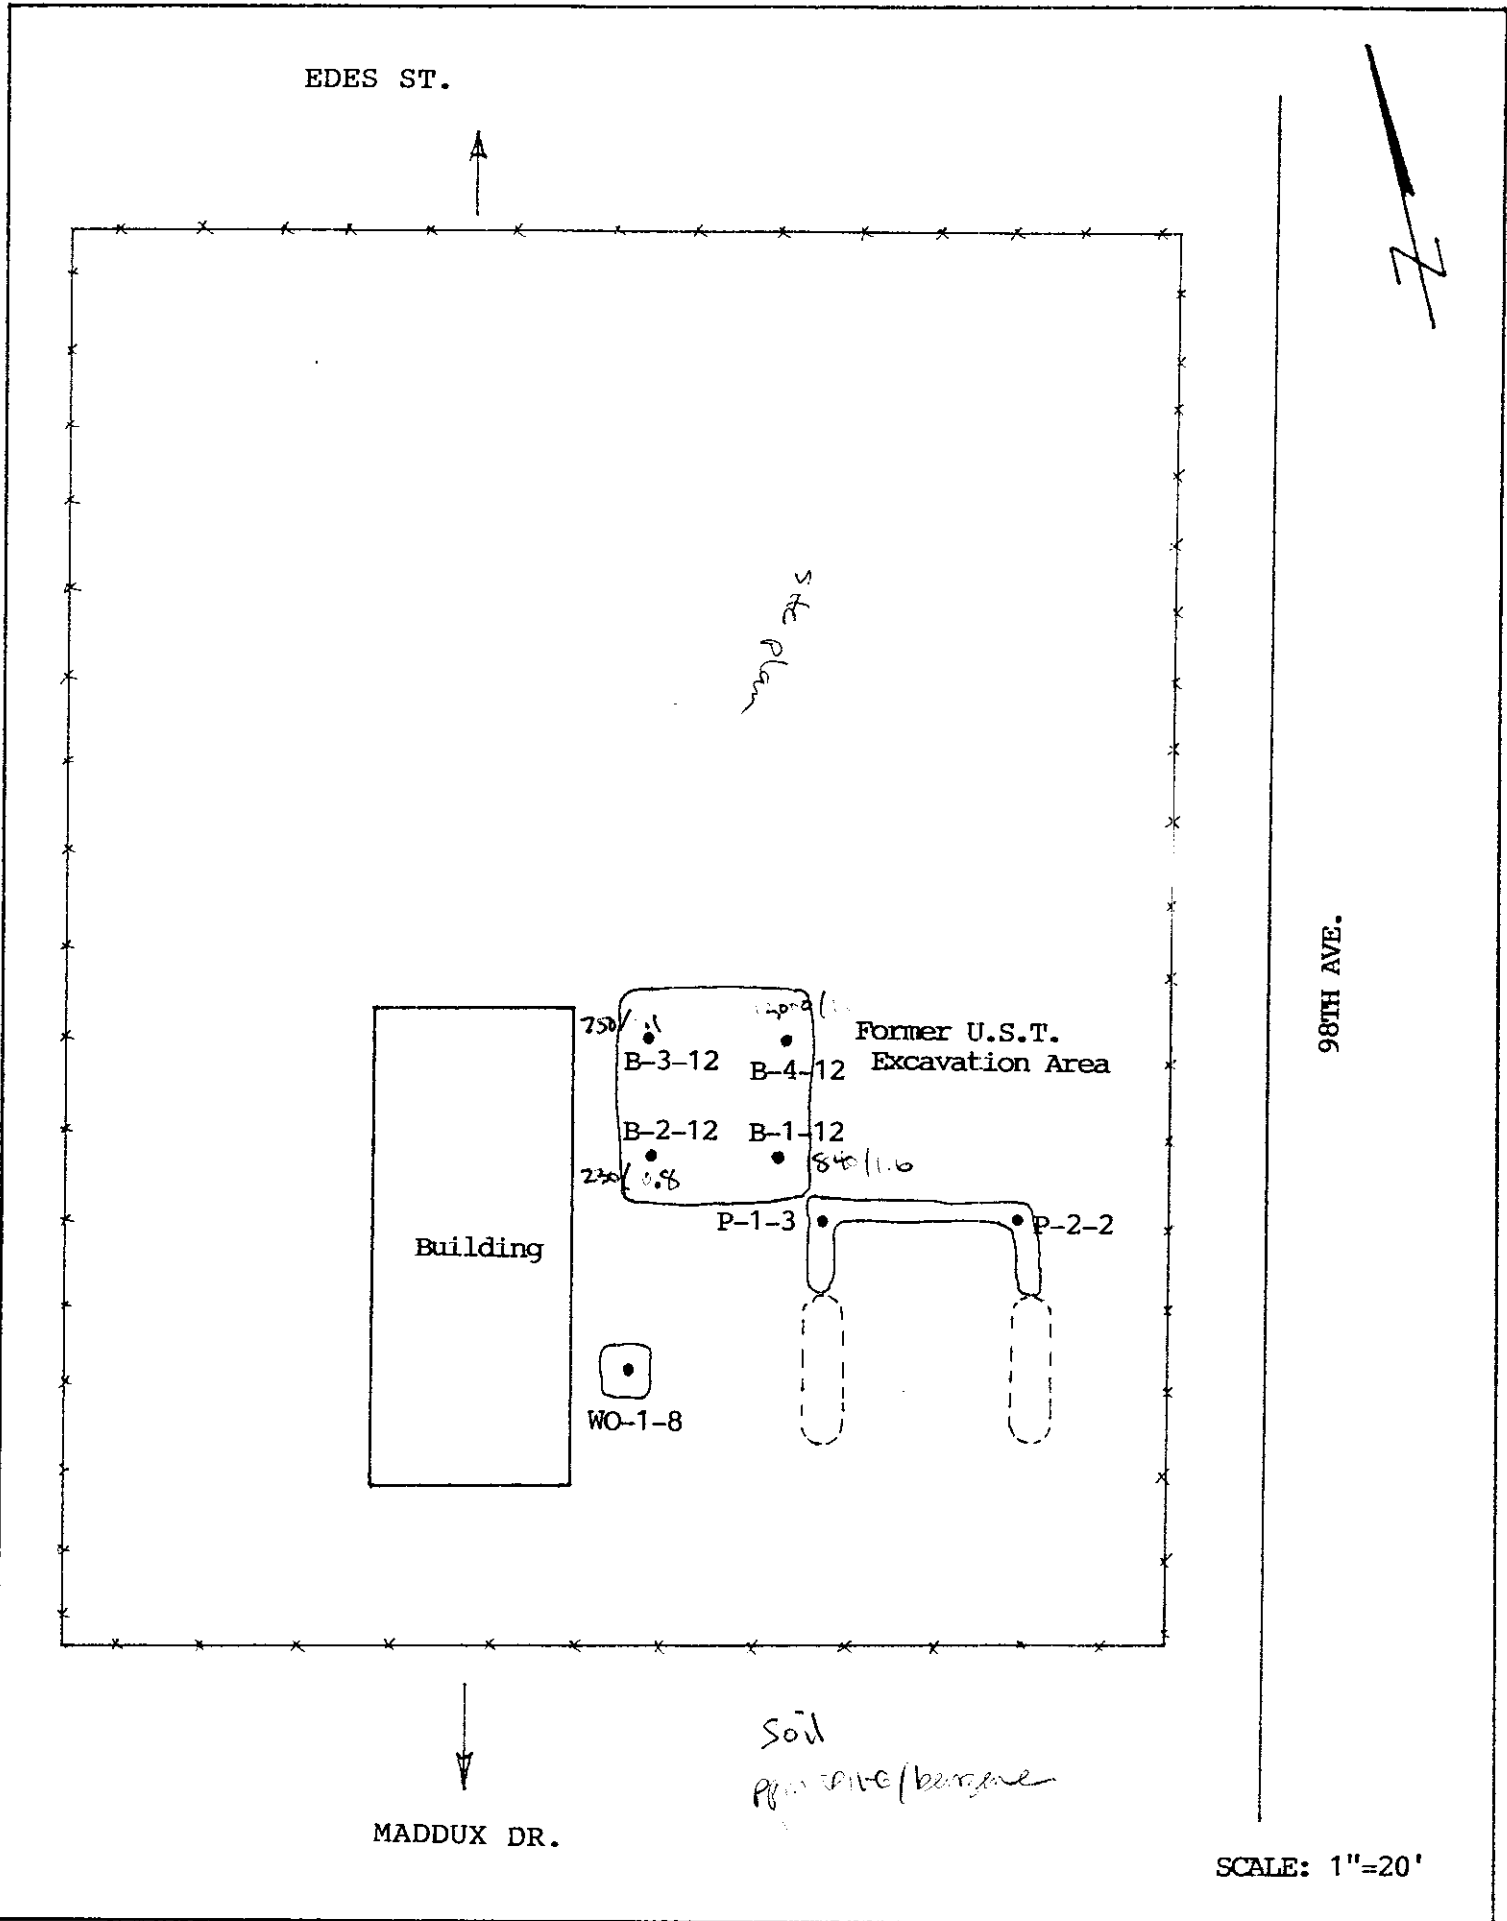 EDES ST.
Z
site plan
98TH AVE.
750/
Former U.S.T.
Excavation Area
B-3-12
B-4-12
B-2-12
B-1-12
840/1.6
230/0.8
P-1-3
P-2-2
Building
WO-1-8
Soil
ppm /benzene
MADDUX DR.
SCALE: 1"=20'